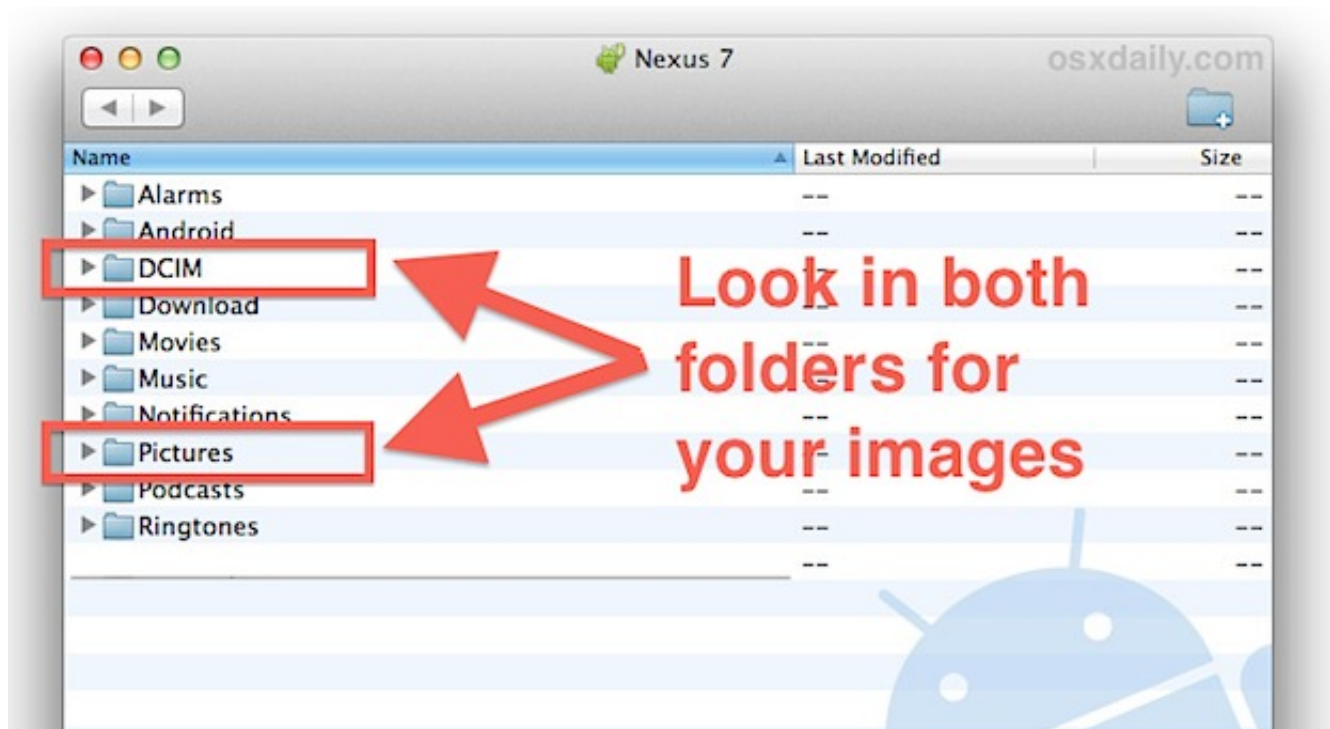 Nexus 7
osxdaily.com
Name Last Modified Size
Alarms -- --
Android -- --
DCIM -- --
Download -- --
Movies -- --
Music -- --
Notifications -- --
Pictures -- --
Podcasts -- --
Ringtones -- --
-- --
Look in both
folders for
your images